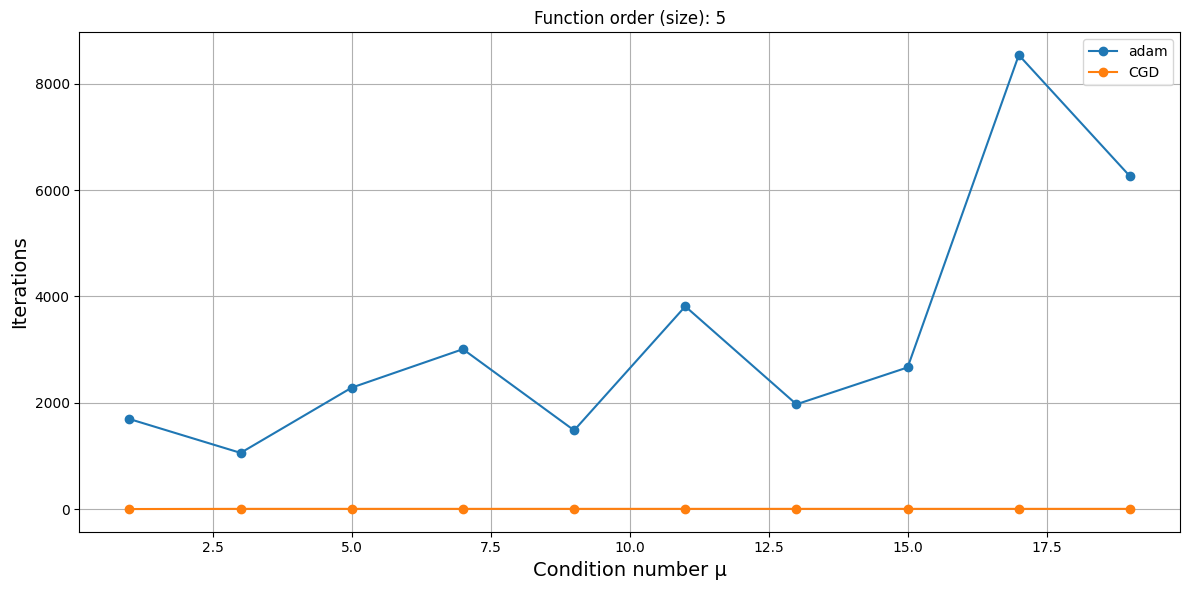 Function order (size): 5
adam
CGD
8000
6000
4000
2000
0
Iterations
2.5 5.0 7.5 10.0 12.5 15.0 17.5
Condition number μ